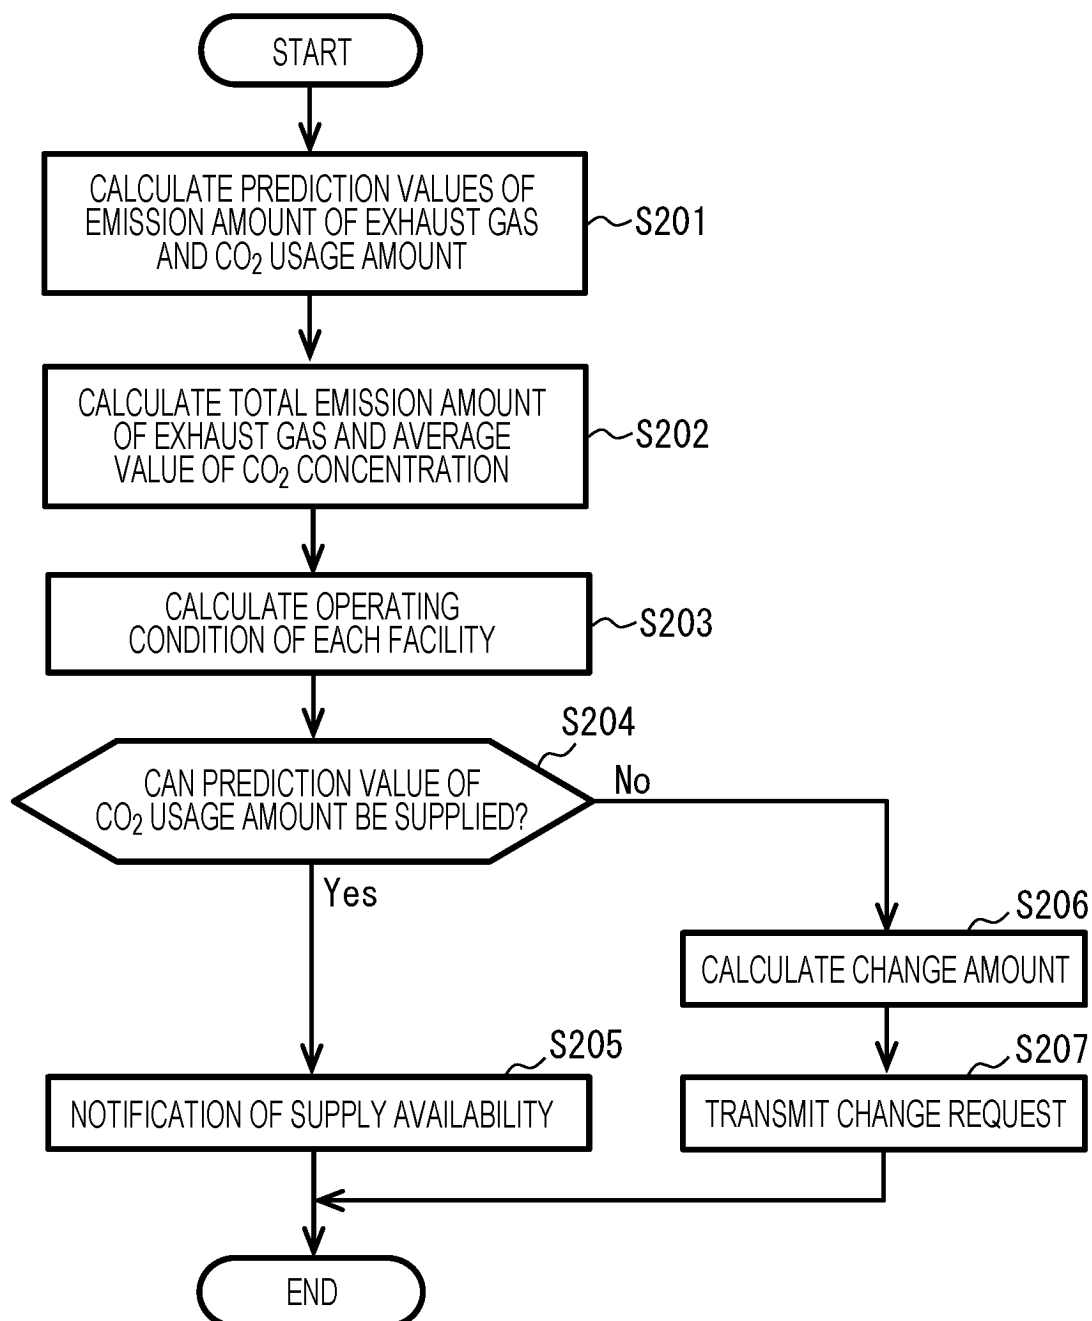 START
CALCULATE PREDICTION VALUES OF
EMISSION AMOUNT OF EXHAUST GAS
AND CO₂ USAGE AMOUNT
S201
CALCULATE TOTAL EMISSION AMOUNT
OF EXHAUST GAS AND AVERAGE
VALUE OF CO₂ CONCENTRATION
S202
CALCULATE OPERATING
CONDITION OF EACH FACILITY
S203
S204
CAN PREDICTION VALUE OF
CO₂ USAGE AMOUNT BE SUPPLIED?
No
Yes
S206
CALCULATE CHANGE AMOUNT
S205
NOTIFICATION OF SUPPLY AVAILABILITY
S207
TRANSMIT CHANGE REQUEST
END